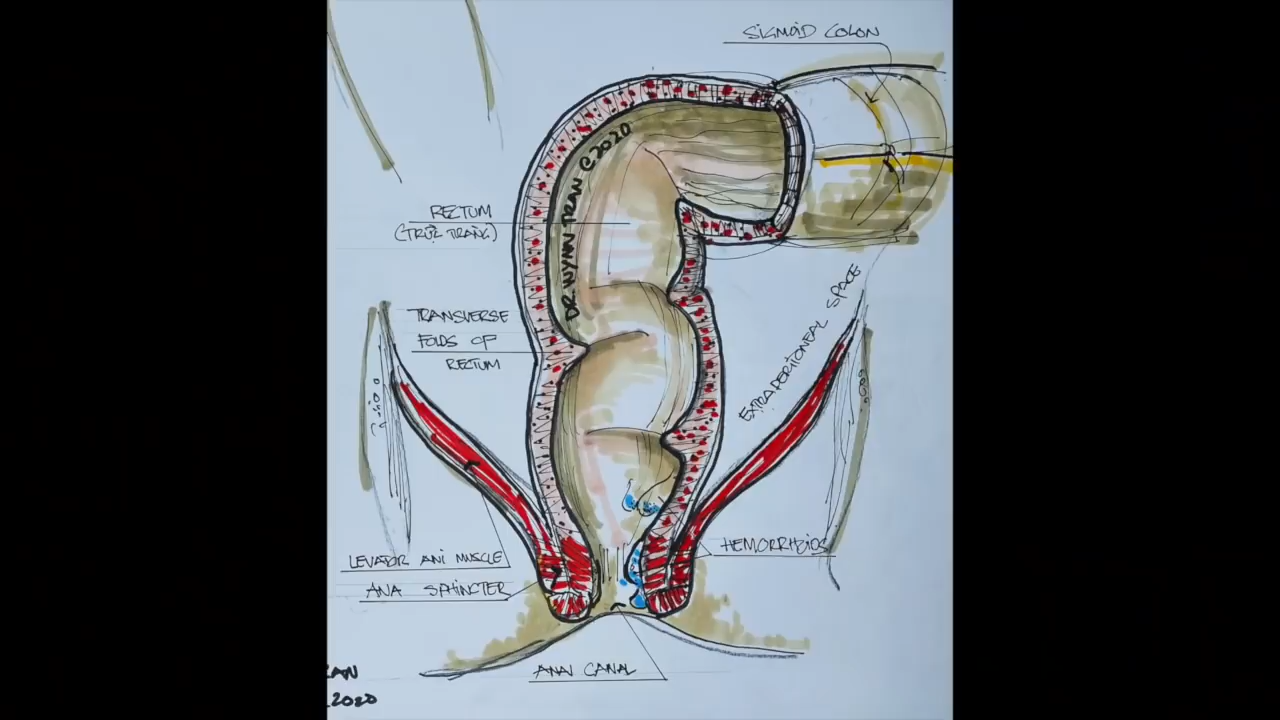 SIGMOID COLON
DR WYNN TRAN © 2020
RECTUM
(TRỰC TRÀNG)
TRANSVERSE
FOLDS OF
RECTUM
EXTRAPERITONEAL SPACE
LEVATOR ANI MUSCLE
ANA SPHINCTER
HEMORRHOIDS
ANAL CANAL
RAN
2020